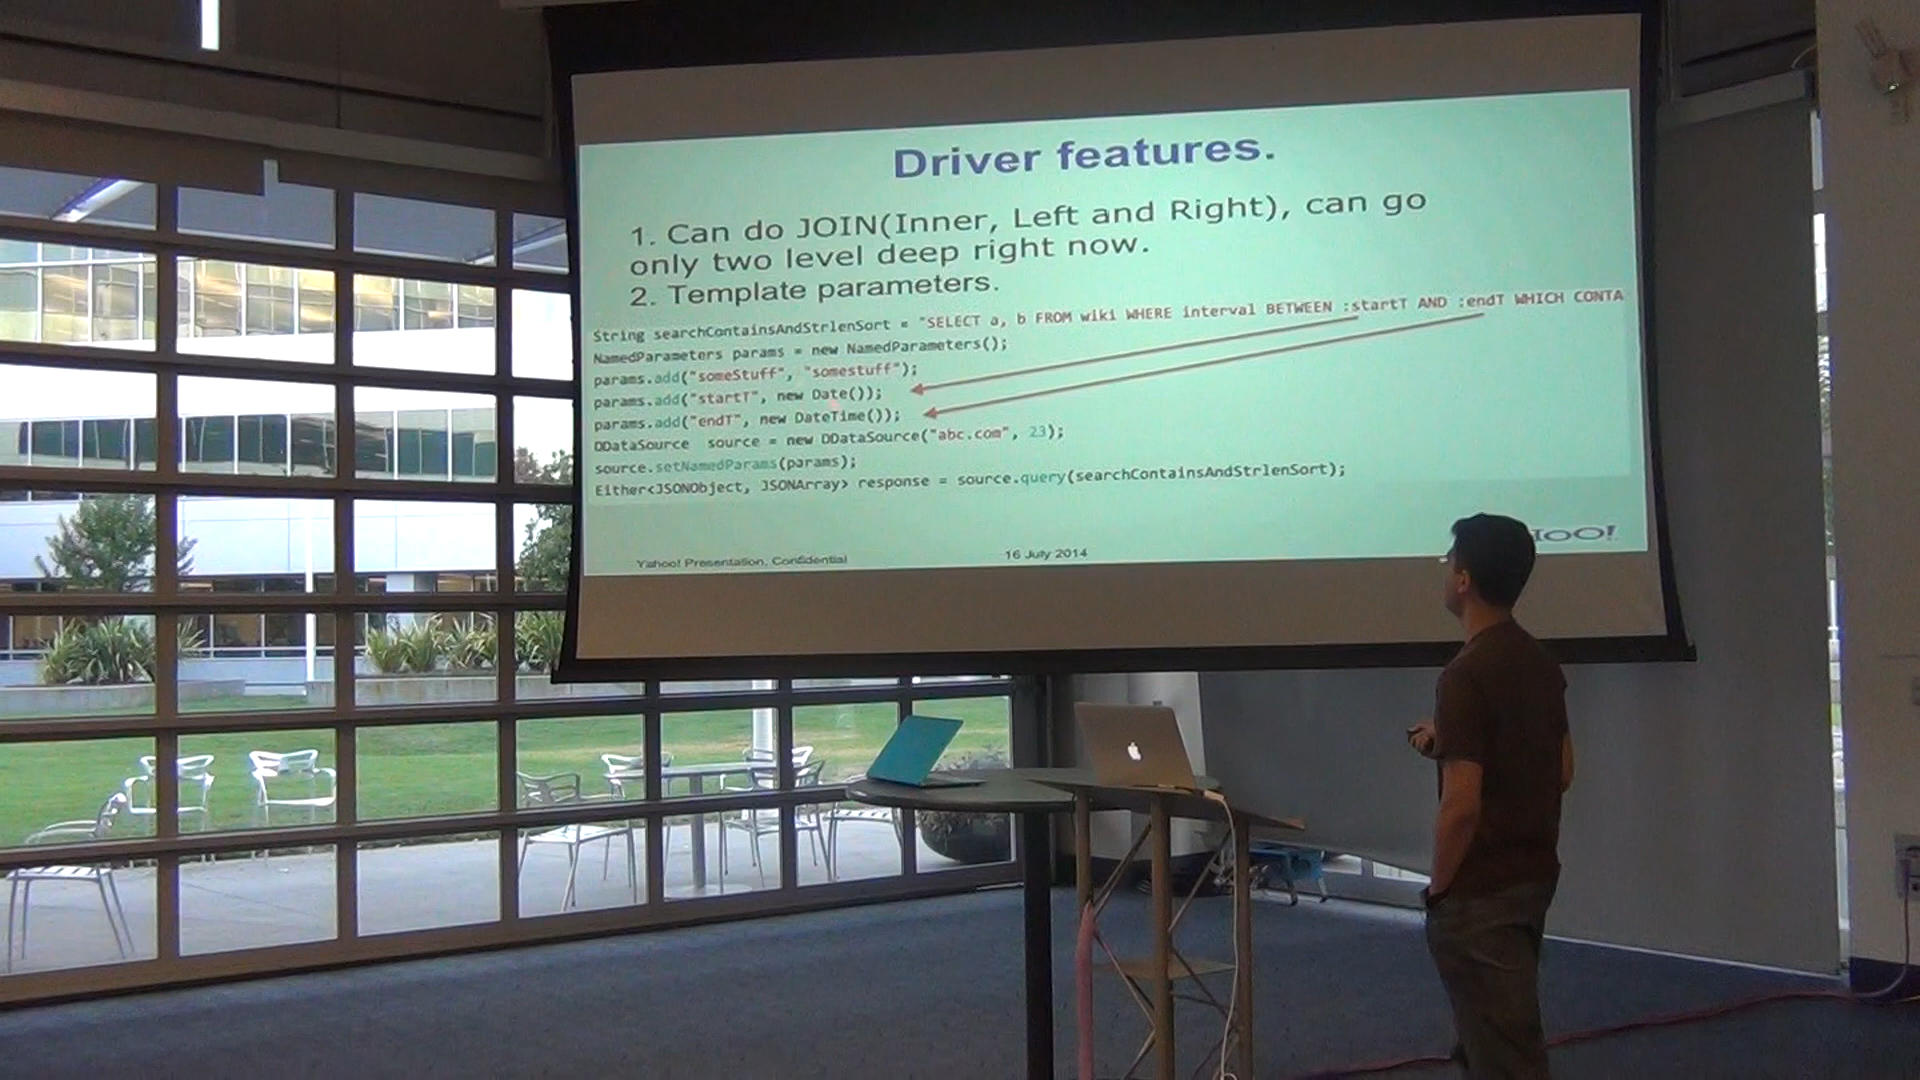 Driver features.
1. Can do JOIN(Inner, Left and Right), can go
only two level deep right now.
2. Template parameters.
String searchContainsAndStrlenSort = "SELECT a, b FROM wiki WHERE interval BETWEEN :startT AND :endT WHICH CONTA
NamedParameters params = new NamedParameters();
params.add("someStuff", "somestuff");
params.add("startT", new Date());
params.add("endT", new DateTime());
DDataSource source = new DDataSource("abc.com", 23);
source.setNamedParams(params);
Either<JSONObject, JSONArray> response = source.query(searchContainsAndStrlenSort);
Yahoo! Presentation, Confidential
16 July 2014
HOO!